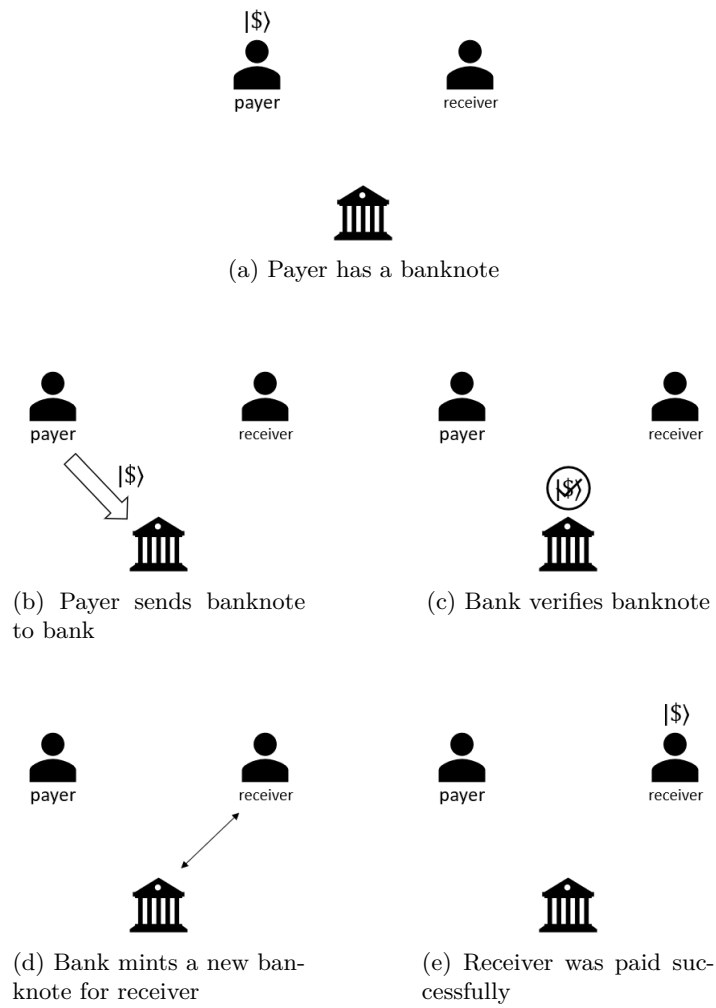 |$⟩
payer receiver
(a) Payer has a banknote
payer receiver
|$⟩
(b) Payer sends banknote
to bank
payer receiver
|$⟩
(c) Bank verifies banknote
payer receiver
(d) Bank mints a new ban-
knote for receiver
|$⟩
payer receiver
(e) Receiver was paid suc-
cessfully